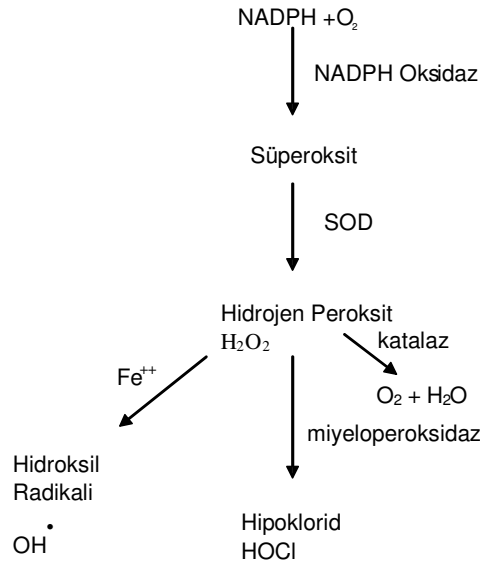 NADPH +O₂
NADPH Oksidaz
Süperoksit
SOD
Hidrojen Peroksit
H₂O₂
katalaz
Fe⁺⁺
O₂ + H₂O
miyeloperoksidaz
Hidroksil
Radikali
OH•
Hipoklorid
HOCl